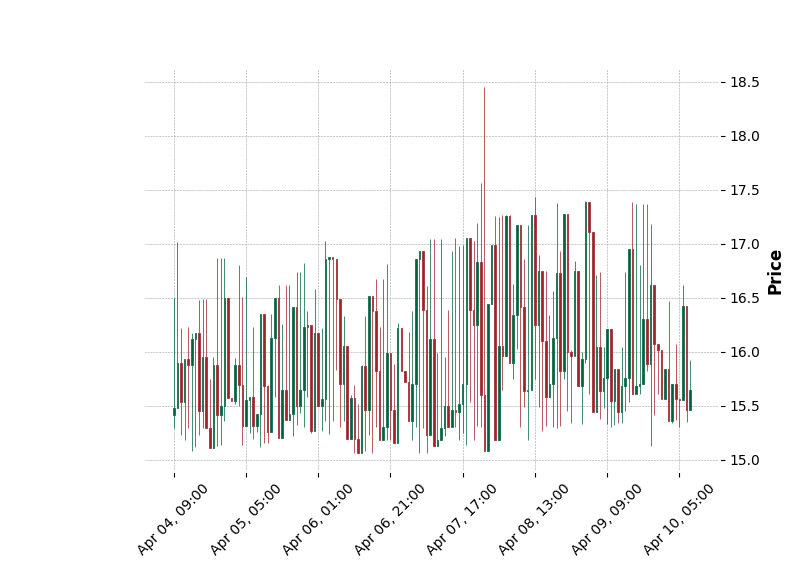 18.5
18.0
17.5
17.0
16.5
16.0
15.5
15.0
Price
Apr 04, 09:00
Apr 05, 05:00
Apr 06, 01:00
Apr 06, 21:00
Apr 07, 17:00
Apr 08, 13:00
Apr 09, 09:00
Apr 10, 05:00